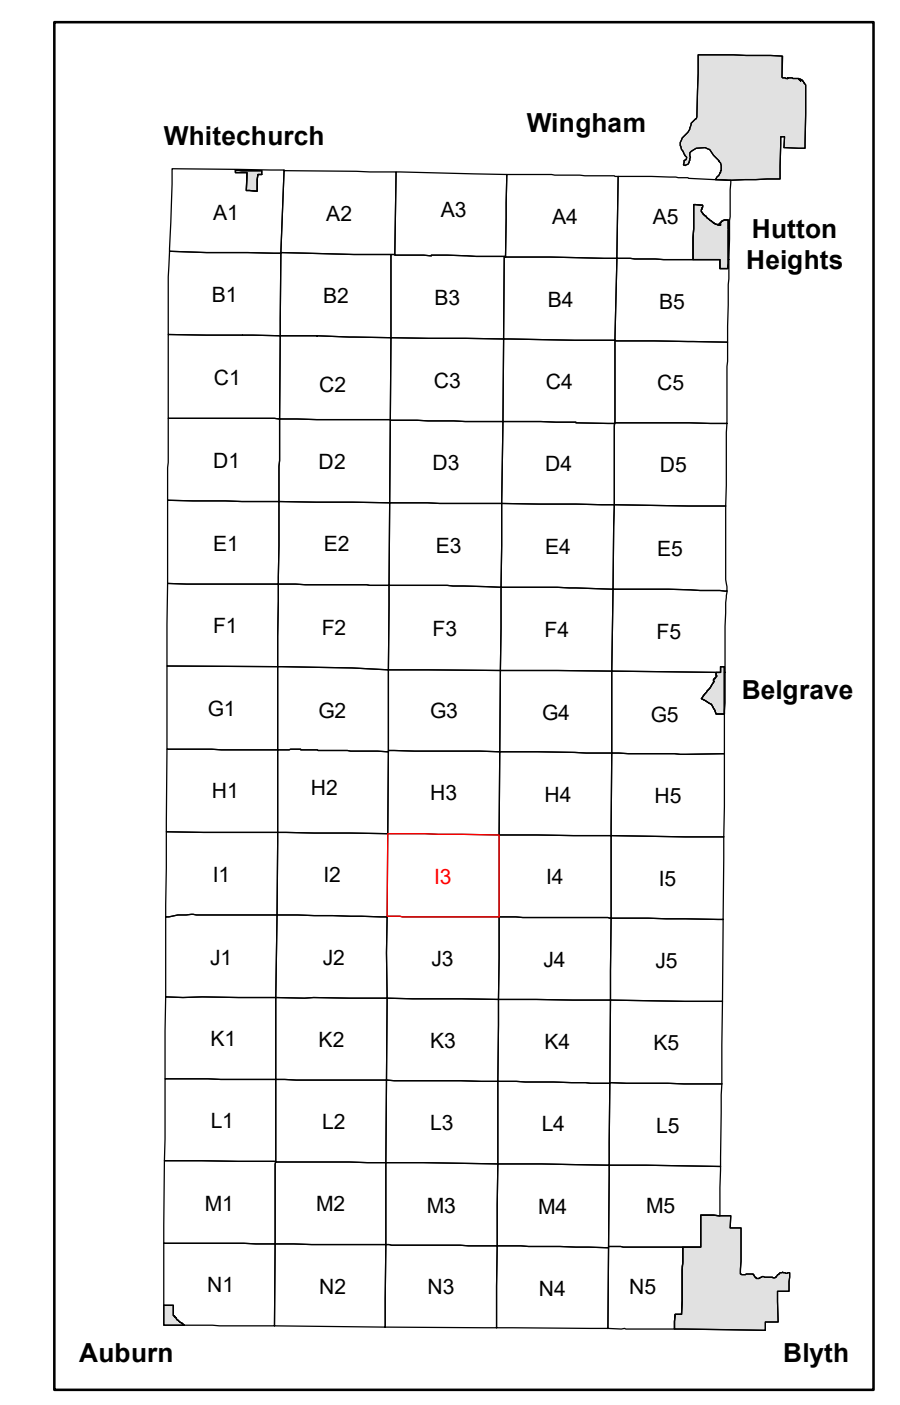 Wingham
Whitechurch
A1 A2 A3 A4 A5
Hutton
Heights
B1 B2 B3 B4 B5
C1 C2 C3 C4 C5
D1 D2 D3 D4 D5
E1 E2 E3 E4 E5
F1 F2 F3 F4 F5
Belgrave
G1 G2 G3 G4 G5
H1 H2 H3 H4 H5
I1 I2 I3 I4 I5
J1 J2 J3 J4 J5
K1 K2 K3 K4 K5
L1 L2 L3 L4 L5
M1 M2 M3 M4 M5
N1 N2 N3 N4 N5
Auburn
Blyth